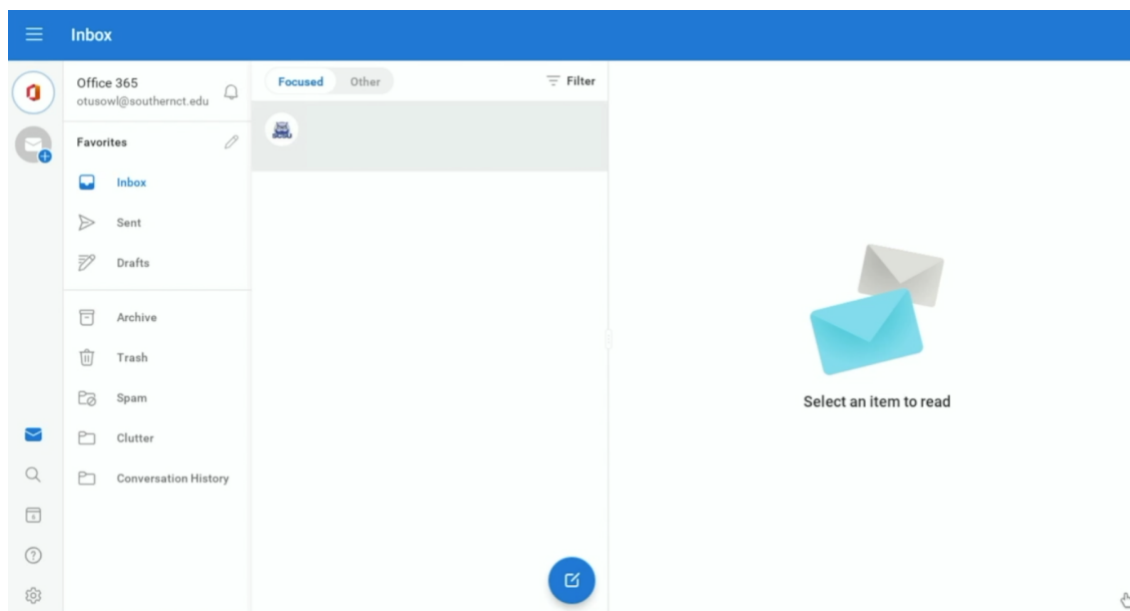 Inbox
Office 365
otusowl@southernct.edu
Favorites
Inbox
Sent
Drafts
Archive
Trash
Spam
Clutter
Conversation History
Focused Other Filter
Select an item to read